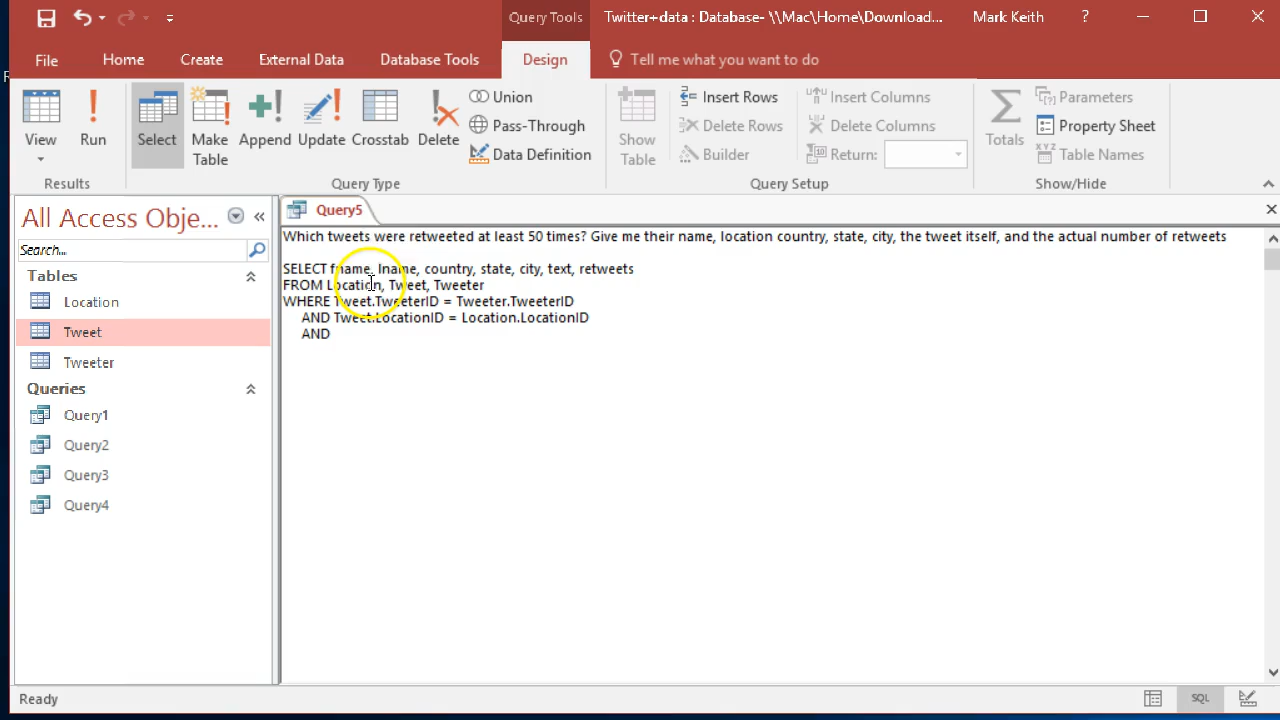 Query Tools
Twitter+data : Database- \\Mac\Home\Download...
Mark Keith
?
File
Home
Create
External Data
Database Tools
Design
Tell me what you want to do
View
Run
Select
Make Table
Append
Update
Crosstab
Delete
Union
Pass-Through
Data Definition
Show Table
Insert Rows
Delete Rows
Builder
Insert Columns
Delete Columns
Return:
Totals
Parameters
Property Sheet
Table Names
Results
Query Type
Query Setup
Show/Hide
All Access Obje...
Search...
Tables
Location
Tweet
Tweeter
Queries
Query1
Query2
Query3
Query4
Query5
Which tweets were retweeted at least 50 times? Give me their name, location country, state, city, the tweet itself, and the actual number of retweets
SELECT fname, lname, country, state, city, text, retweets
FROM Location, Tweet, Tweeter
WHERE Tweet.TweeterID = Tweeter.TweeterID
AND Tweet.LocationID = Location.LocationID
AND
Ready
SQL